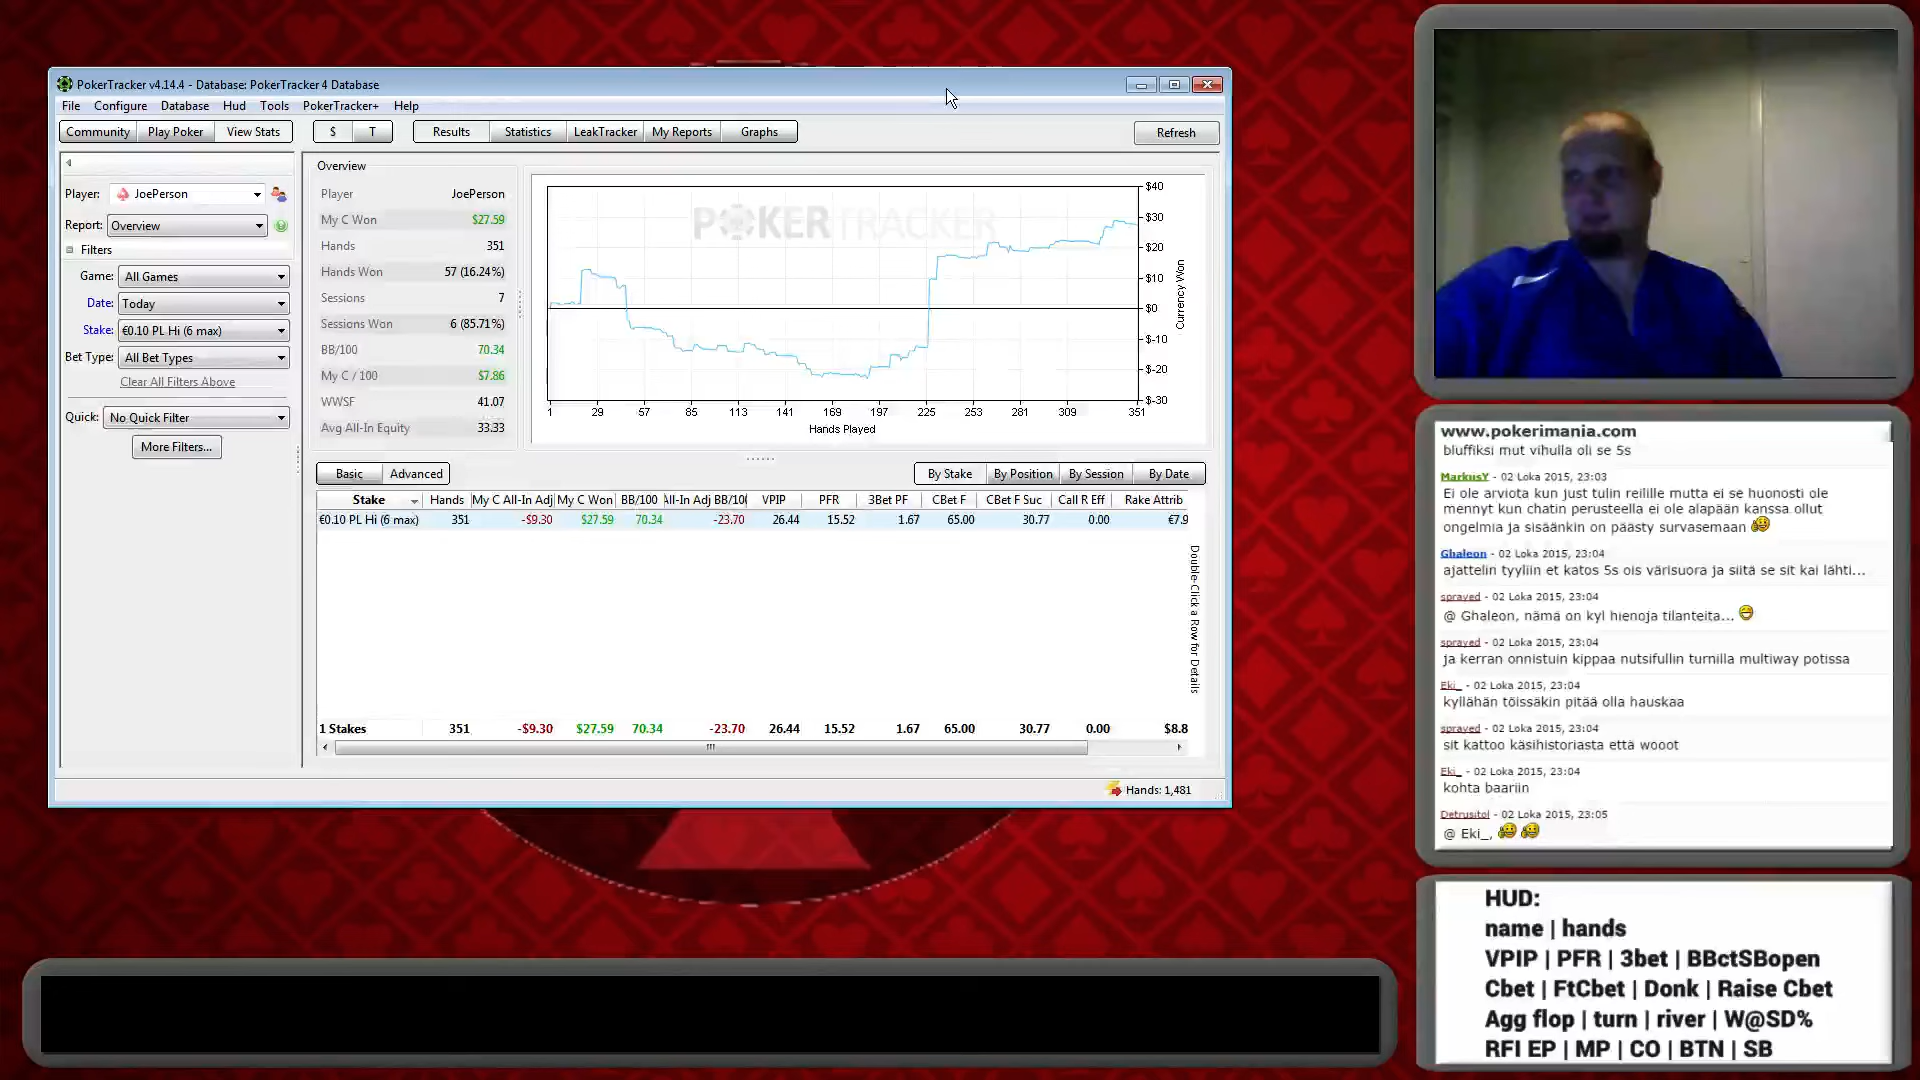 PokerTracker v4.14.4 - Database: PokerTracker 4 Database
File Configure Database Hud Tools PokerTracker+ Help
Community Play Poker View Stats $ T Results Statistics LeakTracker My Reports Graphs Refresh
Player: JoePerson
Report: Overview
Filters
Game: All Games
Date: Today
Stake: €0.10 PL Hi (6 max)
Bet Type: All Bet Types
Clear All Filters Above
Quick: No Quick Filter
More Filters...
Overview
Player JoePerson
My C Won $27.59
Hands 351
Hands Won 57 (16.24%)
Sessions 7
Sessions Won 6 (85.71%)
BB/100 70.34
My C / 100 $7.86
WWSF 41.07
Avg All-In Equity 33.33
POKERTRACKER
$40
$30
$20
$10
$0
$-10
$-20
$-30
Currency Won
1 29 57 85 113 141 169 197 225 253 281 309 351
Hands Played
Basic Advanced By Stake By Position By Session By Date
Stake Hands My C All-In Adj My C Won BB/100 All-In Adj BB/100 VPIP PFR 3Bet PF CBet F CBet F Suc Call R Eff Rake Attrib
€0.10 PL Hi (6 max) 351 -$9.30 $27.59 70.34 -23.70 26.44 15.52 1.67 65.00 30.77 0.00 €7.9
Double-Click a Row for Details
1 Stakes 351 -$9.30 $27.59 70.34 -23.70 26.44 15.52 1.67 65.00 30.77 0.00 $8.8
Hands: 1,481
www.pokerimania.com
bluffiksi mut vihulla oli se 5s
MarkusY - 02 Loka 2015, 23:03
Ei ole arviota kun just tulin reilille mutta ei se huonosti ole
mennyt kun chatin perusteella ei ole alapään kanssa ollut
ongelmia ja sisäänkin on päästy survasemaan
Ghaleon - 02 Loka 2015, 23:04
ajattelin tyyliin et katos 5s ois värisuora ja siitä se sit kai lähti...
sprayed - 02 Loka 2015, 23:04
@ Ghaleon, nämä on kyl hienoja tilanteita...
sprayed - 02 Loka 2015, 23:04
ja kerran onnistuin kippaa nutsifullin turnilla multiway potissa
Eki_ - 02 Loka 2015, 23:04
kyllähän töissäkin pitää olla hauskaa
sprayed - 02 Loka 2015, 23:04
sit kattoo käsihistoriasta että wooot
Eki_ - 02 Loka 2015, 23:04
kohta baariin
Detrusitol - 02 Loka 2015, 23:05
@ Eki_,
HUD:
name | hands
VPIP | PFR | 3bet | BBctSBopen
Cbet | FtCbet | Donk | Raise Cbet
Agg flop | turn | river | W@SD%
RFI EP | MP | CO | BTN | SB